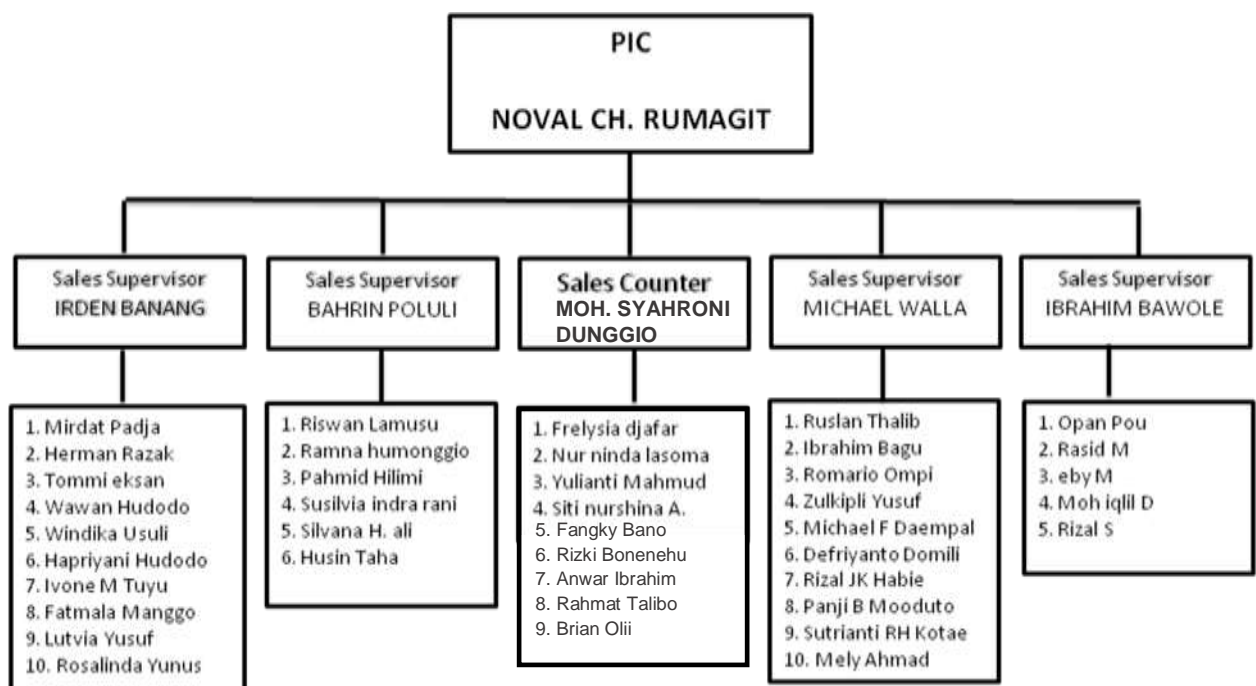 PIC
NOVAL CH. RUMAGIT
Sales Supervisor
IRDEN BANANG
Sales Supervisor
BAHRIN POLULI
Sales Counter
MOH. SYAHRONI
DUNGGIO
Sales Supervisor
MICHAEL WALLA
Sales Supervisor
IBRAHIM BAWOLE
1. Mirdat Padja
2. Herman Razak
3. Tommi eksan
4. Wawan Hudodo
5. Windika Usuli
6. Hapriyani Hudodo
7. Ivone M Tuyu
8. Fatmala Manggo
9. Lutvia Yusuf
10. Rosalinda Yunus
1. Riswan Lamusu
2. Ramna humonggio
3. Pahmid Hilimi
4. Susilvia indra rani
5. Silvana H. ali
6. Husin Taha
1. Frelysia djafar
2. Nur ninda lasoma
3. Yulianti Mahmud
4. Siti nurshina A.
5. Fangky Bano
6. Rizki Bonenehu
7. Anwar Ibrahim
8. Rahmat Talibo
9. Brian Olii
1. Ruslan Thalib
2. Ibrahim Bagu
3. Romario Ompi
4. Zulkipli Yusuf
5. Michael F Daempal
6. Defriyanto Domili
7. Rizal JK Habie
8. Panji B Mooduto
9. Sutrianti RH Kotae
10. Mely Ahmad
1. Opan Pou
2. Rasid M
3. eby M
4. Moh iqlil D
5. Rizal S